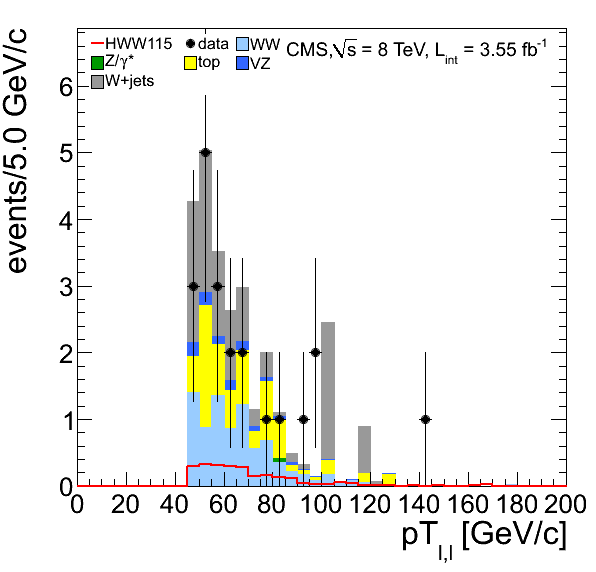 HWW115 data WW CMS,√s = 8 TeV, L_int = 3.55 fb⁻¹
Z/γ* top VZ
W+jets
events/5.0 GeV/c
6
5
4
3
2
1
0
0 20 40 60 80 100 120 140 160 180 200
pT_l,l [GeV/c]